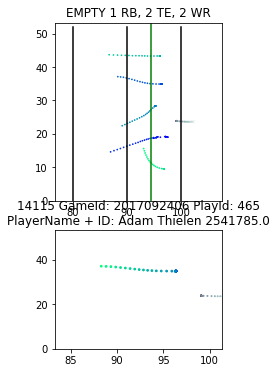 EMPTY 1 RB, 2 TE, 2 WR
50
40
30
20
10
0
80 90 100
14115 GameId: 2017092406 PlayId: 465
PlayerName + ID: Adam Thielen 2541785.0
40
20
0
85 90 95 100